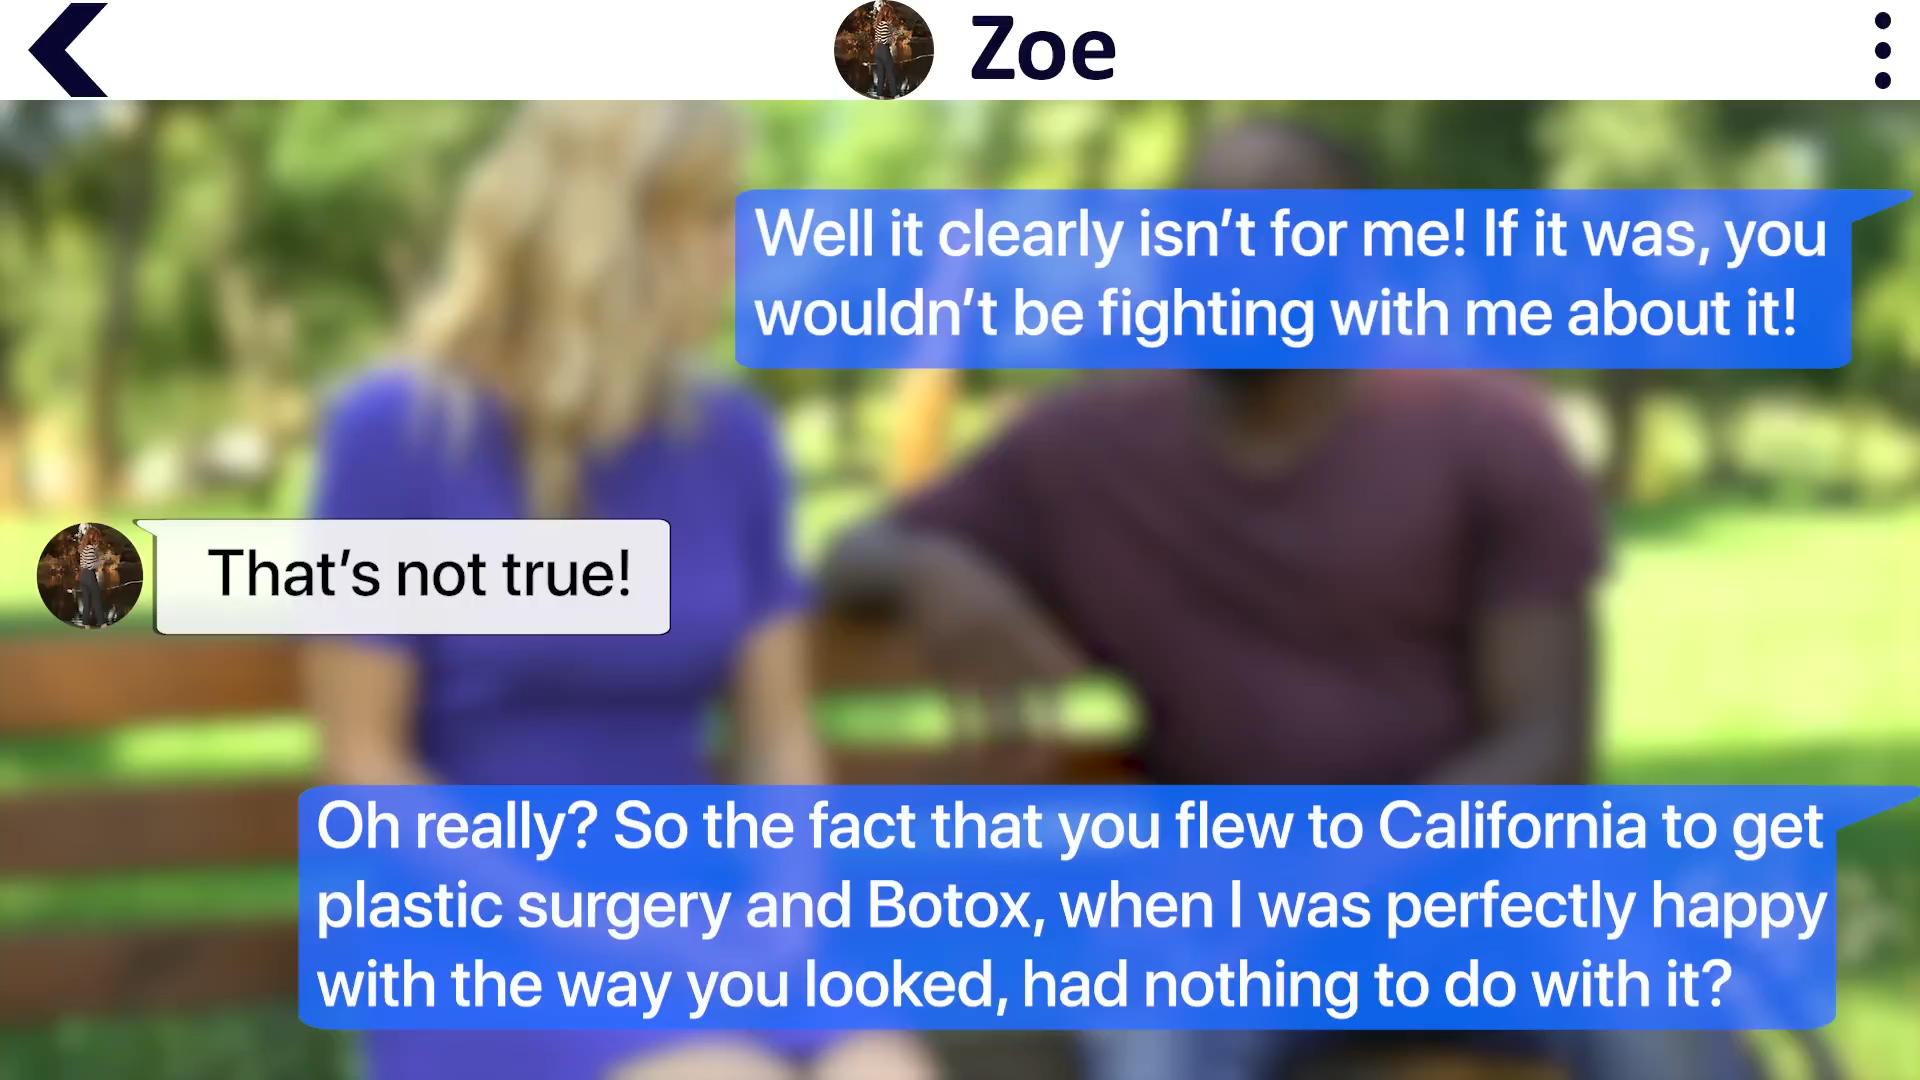 Zoe
Well it clearly isn’t for me! If it was, you
wouldn’t be fighting with me about it!
That’s not true!
Oh really? So the fact that you flew to California to get
plastic surgery and Botox, when I was perfectly happy
with the way you looked, had nothing to do with it?